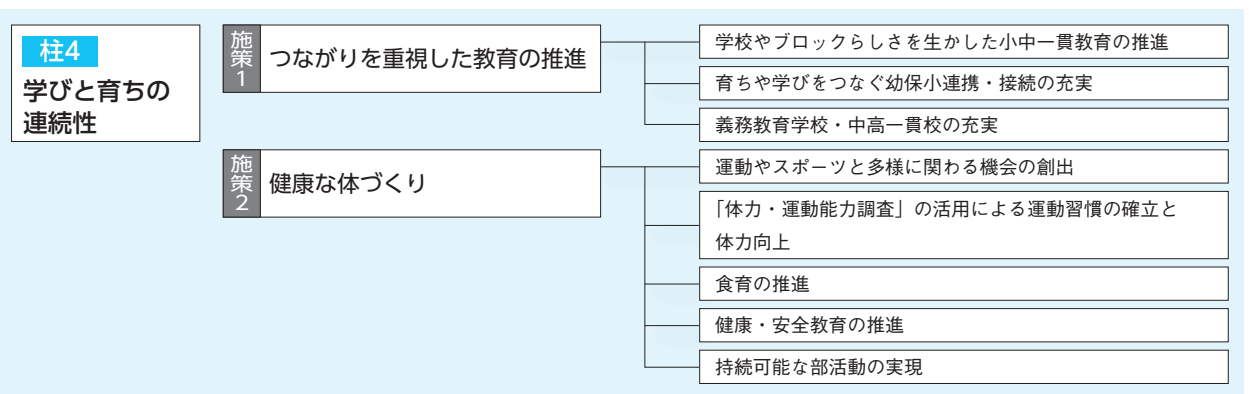 柱4
学びと育ちの
連続性
施策1
つながりを重視した教育の推進
学校やブロックらしさを生かした小中一貫教育の推進
育ちや学びをつなぐ幼保小連携・接続の充実
義務教育学校・中高一貫校の充実
施策2
健康な体づくり
運動やスポーツと多様に関わる機会の創出
「体力・運動能力調査」の活用による運動習慣の確立と
体力向上
食育の推進
健康・安全教育の推進
持続可能な部活動の実現